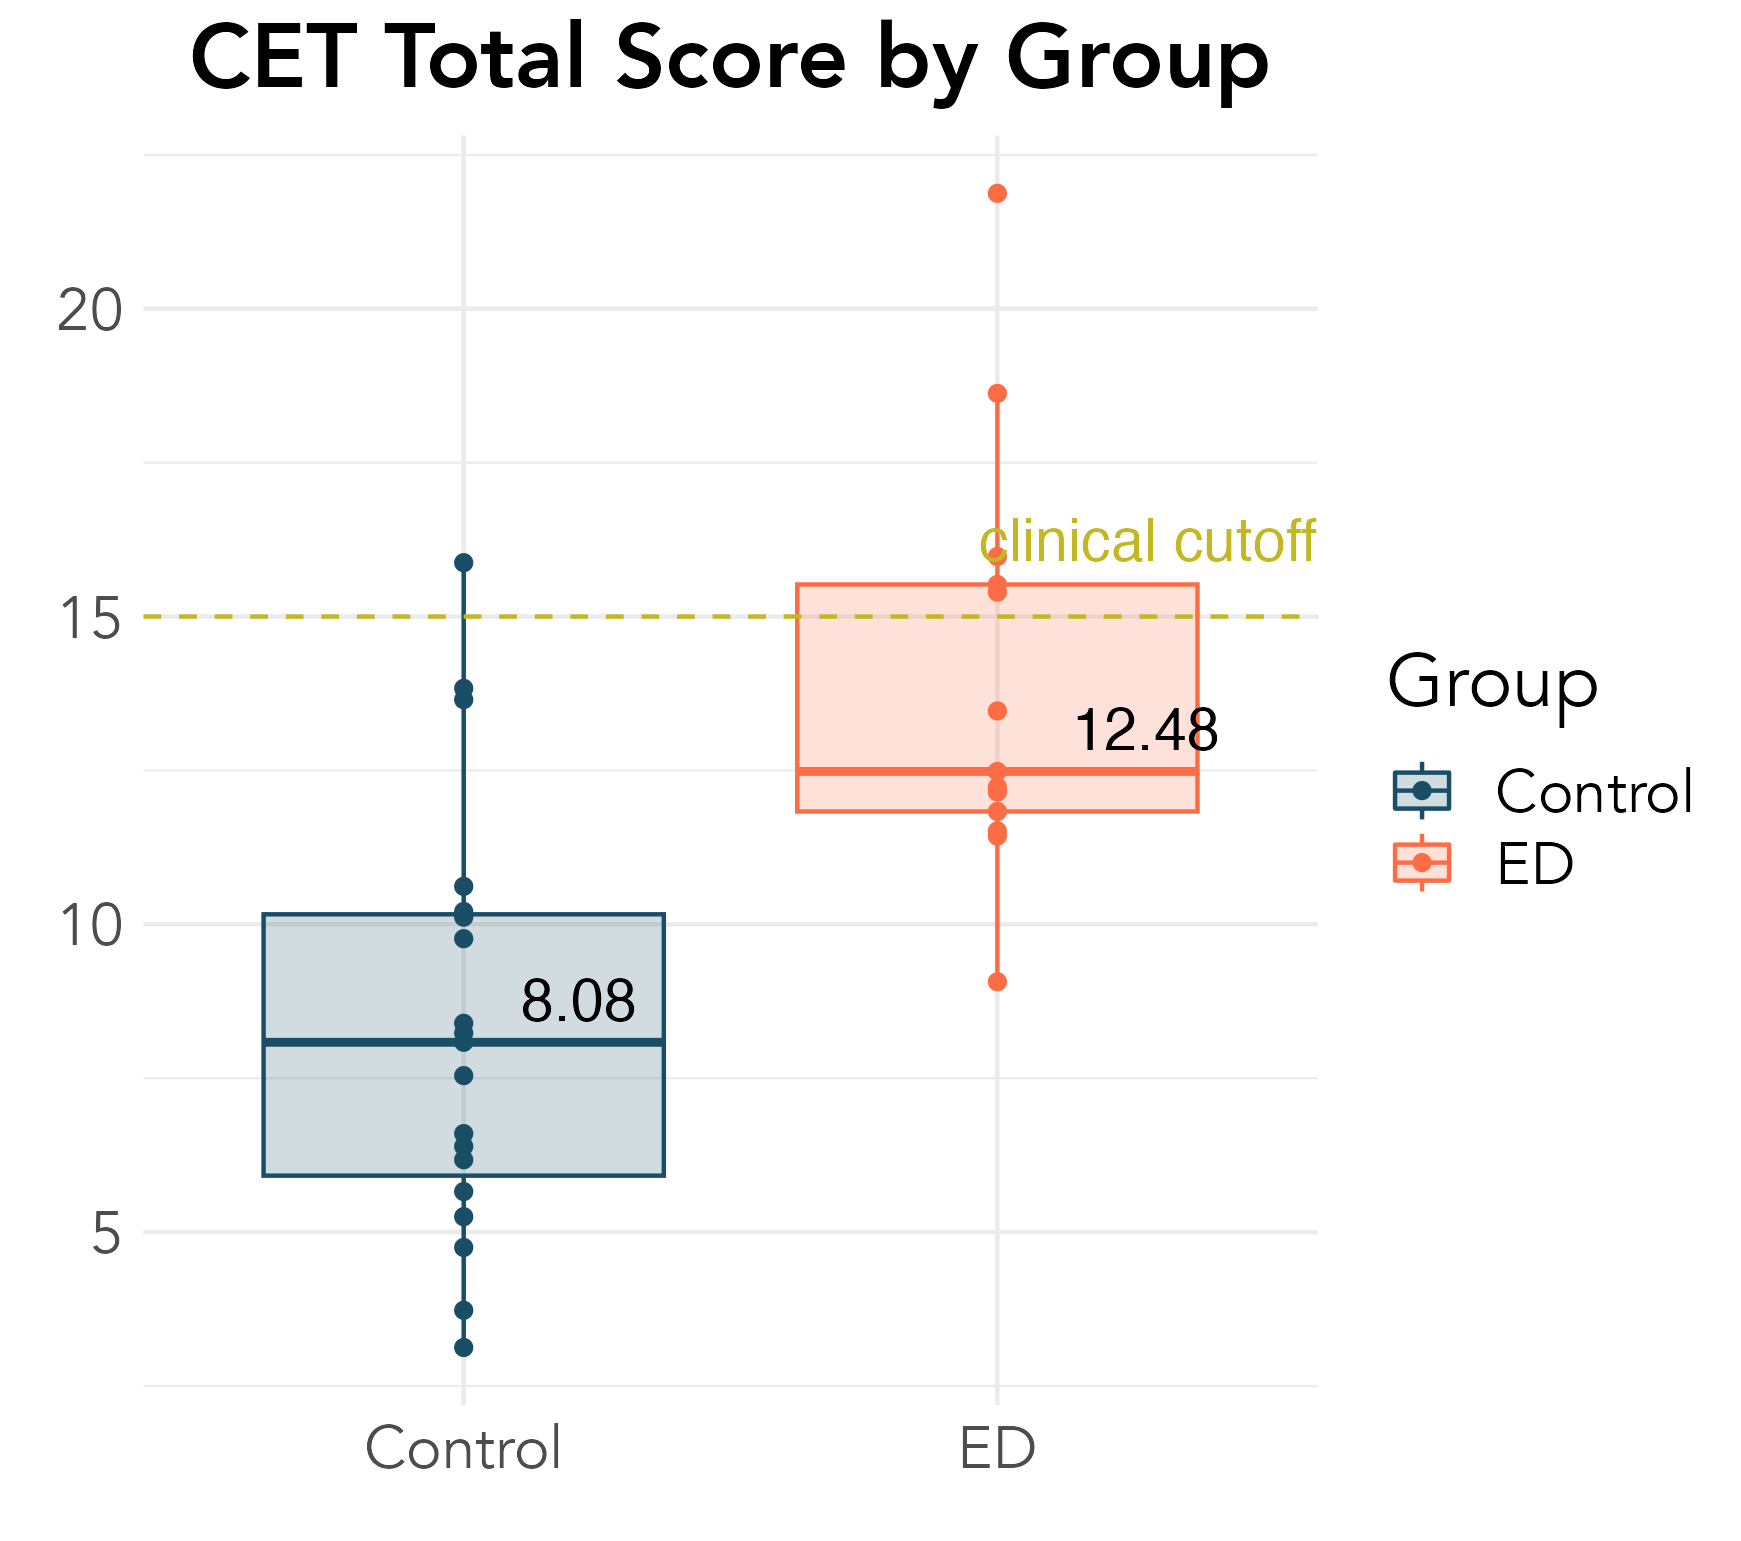 CET Total Score by Group
20
15
10
5
clinical cutoff
12.48
8.08
Control
ED
Group
Control
ED